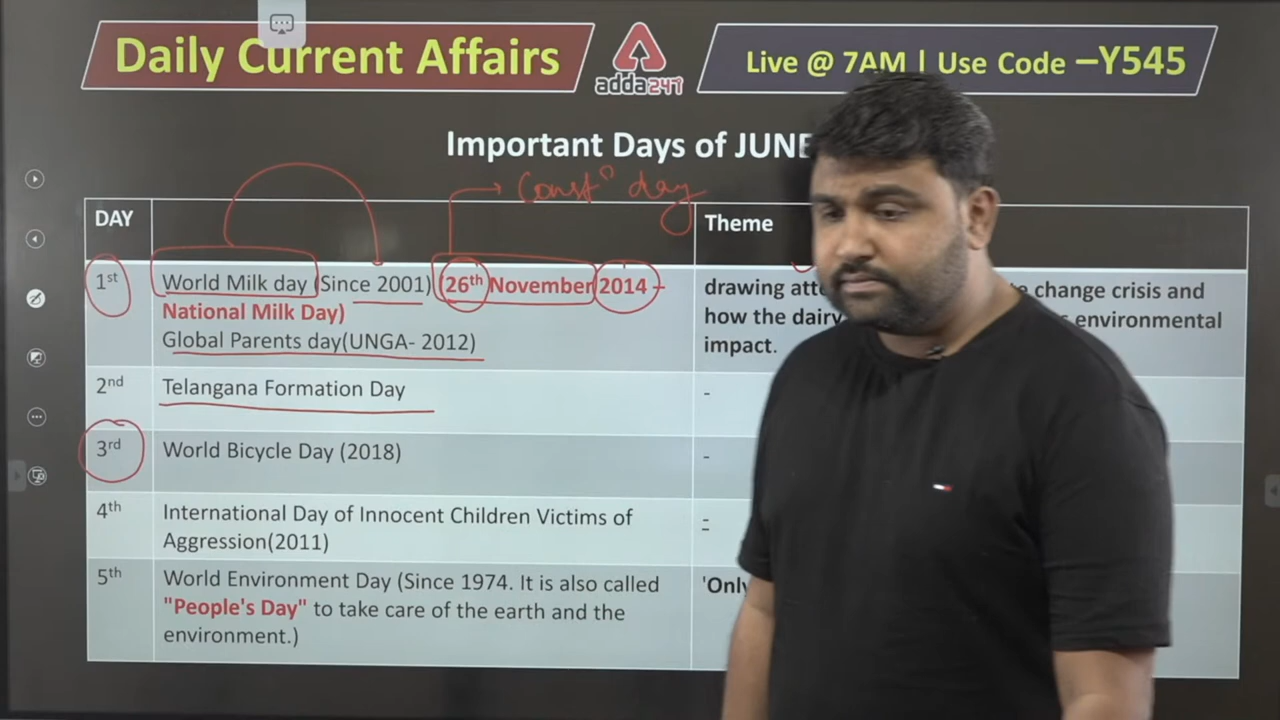 Daily Current Affairs
adda247
Live @ 7AM | Use Code –Y545
Important Days of JUNE
Constⁿ day
DAY
Theme
1st
World Milk day (Since 2001) (26th November 2014 –
National Milk Day)
Global Parents day(UNGA- 2012)
drawing change crisis and
how the dairy environmental
impact.
2nd
Telangana Formation Day
-
3rd
World Bicycle Day (2018)
-
4th
International Day of Innocent Children Victims of
Aggression(2011)
-
5th
World Environment Day (Since 1974. It is also called
"People's Day" to take care of the earth and the
environment.)
'Only